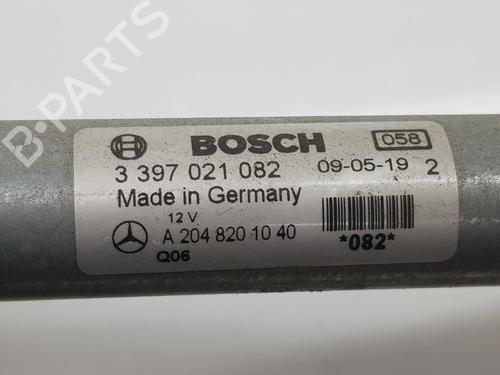 BOSCH 058
3 397 021 082 09-05-19 2
Made in Germany
12 V
A 204 820 10 40 *082*
Q06
B-PARTS